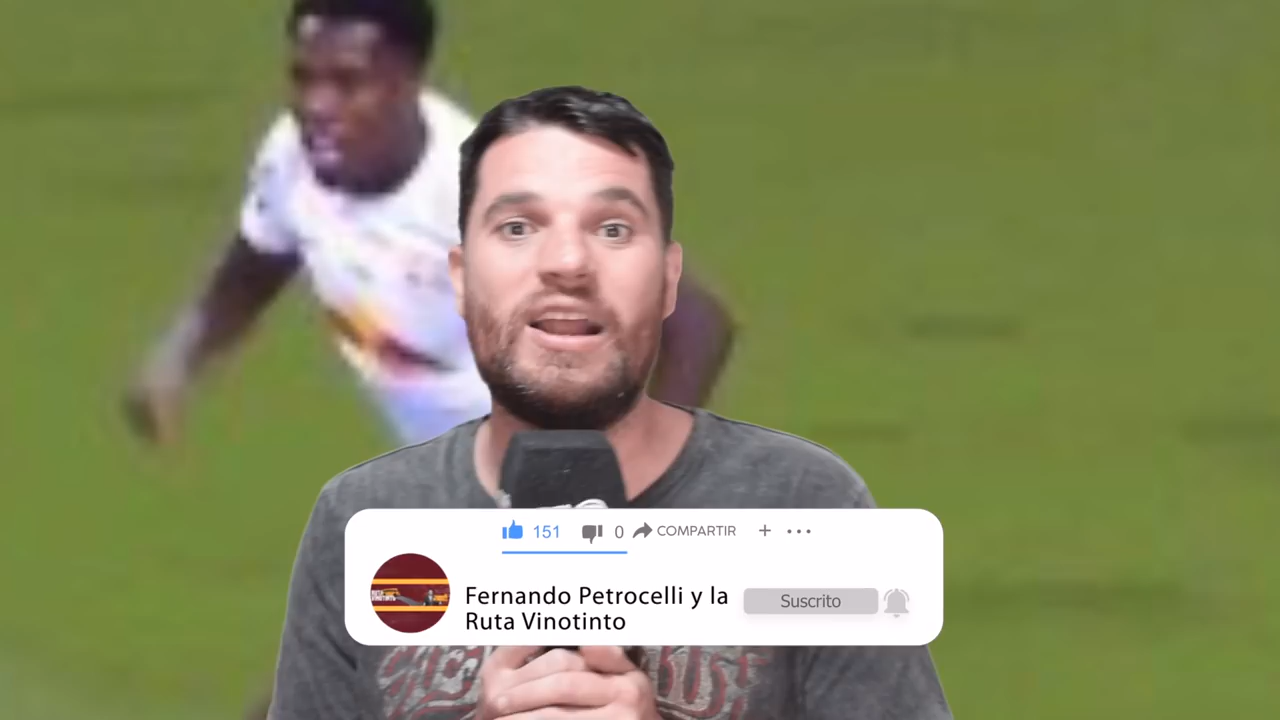 151 0 COMPARTIR + ...
Fernando Petrocelli y la
Ruta Vinotinto
Suscrito